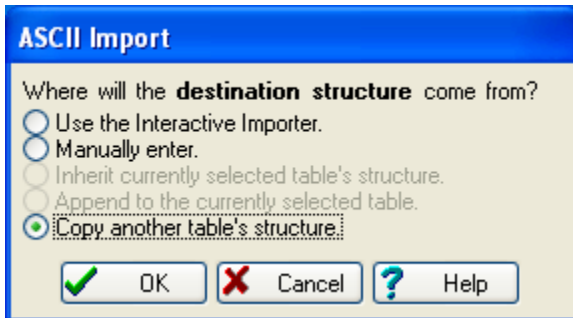 ASCII Import
Where will the destination structure come from?
Use the Interactive Importer.
Manually enter.
Inherit currently selected table's structure.
Append to the currently selected table.
Copy another table's structure.
OK Cancel Help